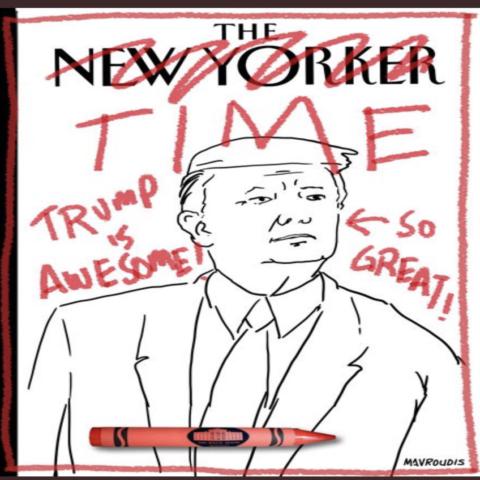 THE
NEW YORKER
TIME
TRUMP
IS
AWESOME!
← SO
GREAT!
MAVROUDIS